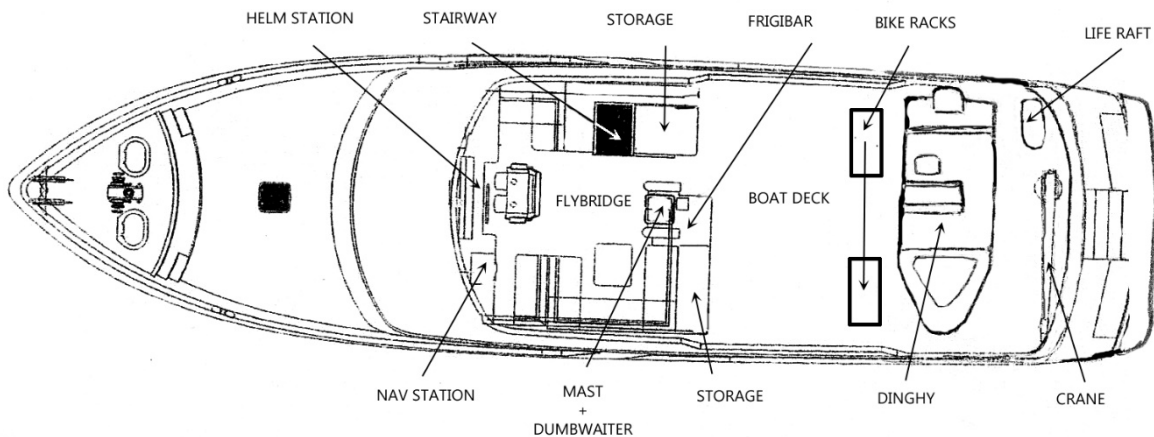 HELM STATION
STAIRWAY
STORAGE
FRIGIBAR
BIKE RACKS
LIFE RAFT
FLYBRIDGE
BOAT DECK
NAV STATION
MAST
+
DUMBWAITER
STORAGE
DINGHY
CRANE